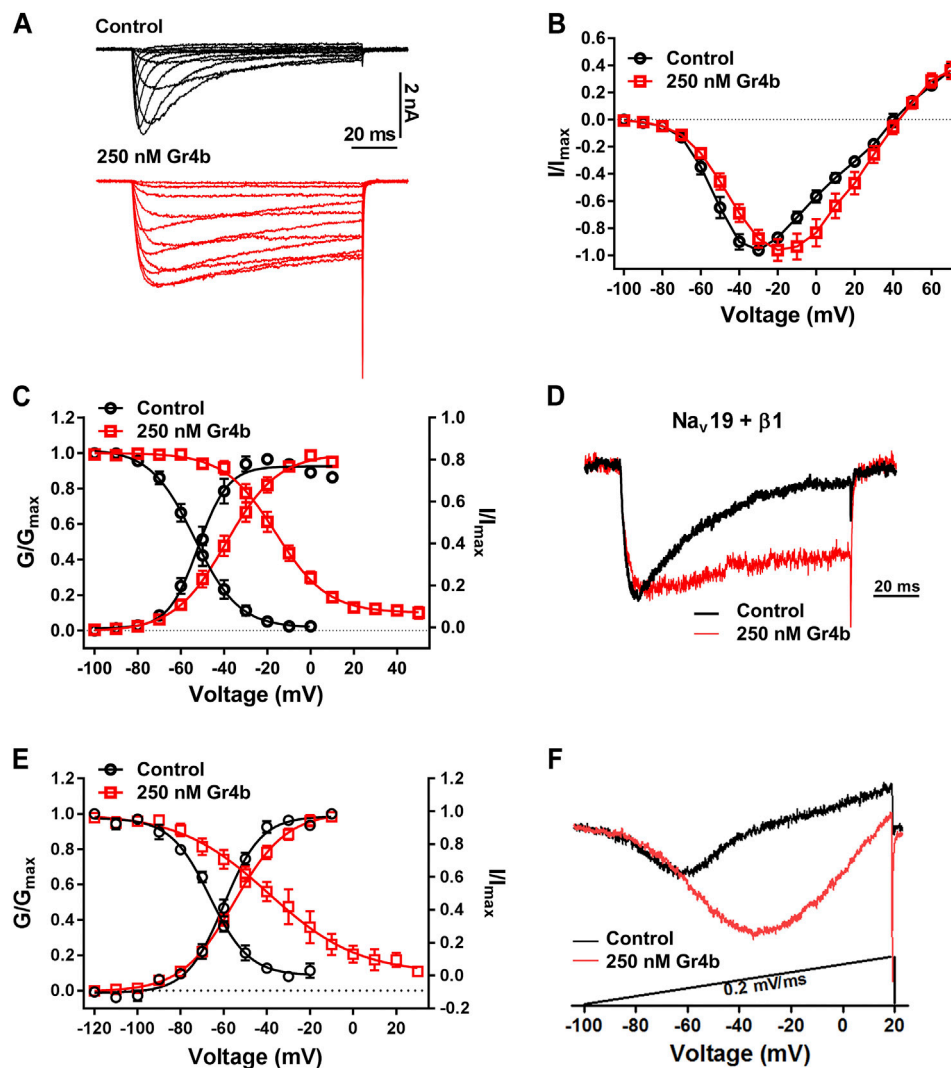 A
Control
2 nA
20 ms
250 nM Gr4b
B
Control
250 nM Gr4b
I/Imax
0.6
0.4
0.2
0.0
-0.2
-0.4
-0.6
-0.8
-1.0
-100 -80 -60 -40 -20 0 20 40 60
Voltage (mV)
C
Control
250 nM Gr4b
G/Gmax
1.2
1.0
0.8
0.6
0.4
0.2
0.0
I/Imax
1.0
0.8
0.6
0.4
0.2
0.0
-100 -80 -60 -40 -20 0 20 40
Voltage (mV)
D
Nav19 + β1
Control
250 nM Gr4b
20 ms
E
Control
250 nM Gr4b
G/Gmax
1.2
1.0
0.8
0.6
0.4
0.2
0.0
I/Imax
1.2
1.0
0.8
0.6
0.4
0.2
0.0
-0.2
-120 -100 -80 -60 -40 -20 0 20
Voltage (mV)
F
Control
250 nM Gr4b
0.2 mV/ms
-100 -80 -60 -40 -20 0 20
Voltage (mV)